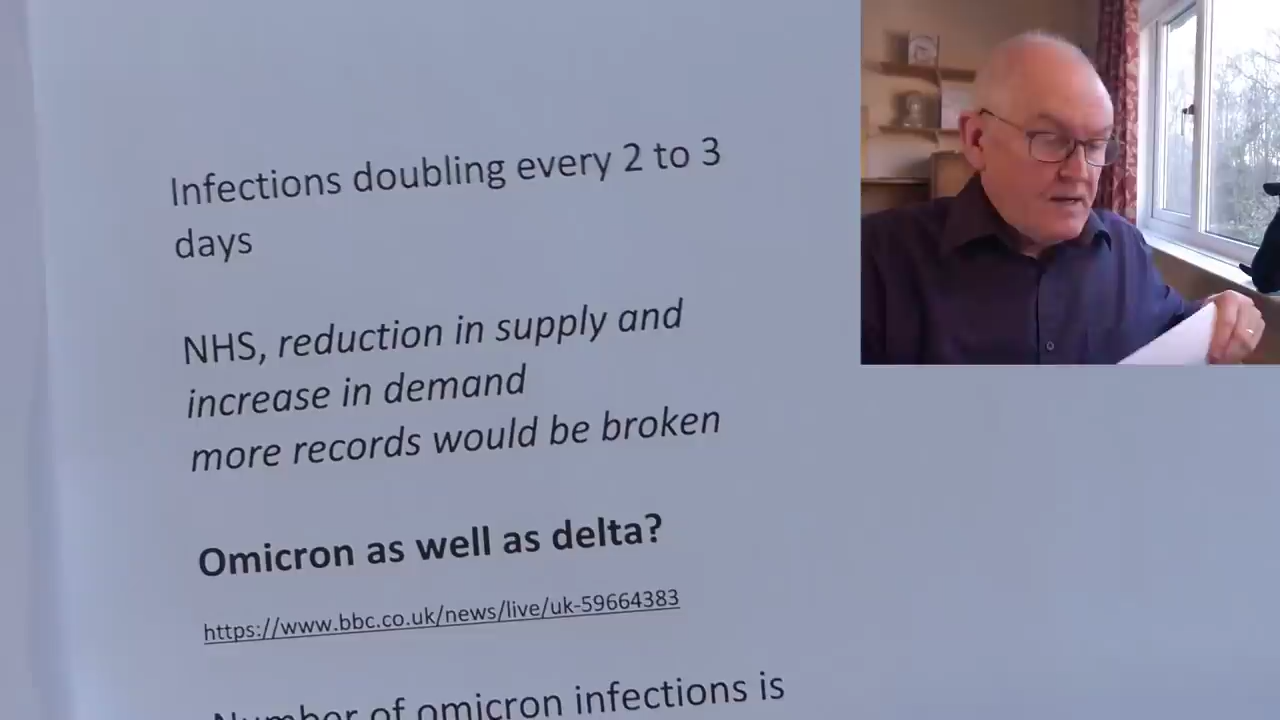 Infections doubling every 2 to 3
days
NHS, reduction in supply and
increase in demand
more records would be broken
Omicron as well as delta?
https://www.bbc.co.uk/news/live/uk-59664383
Number of omicron infections is